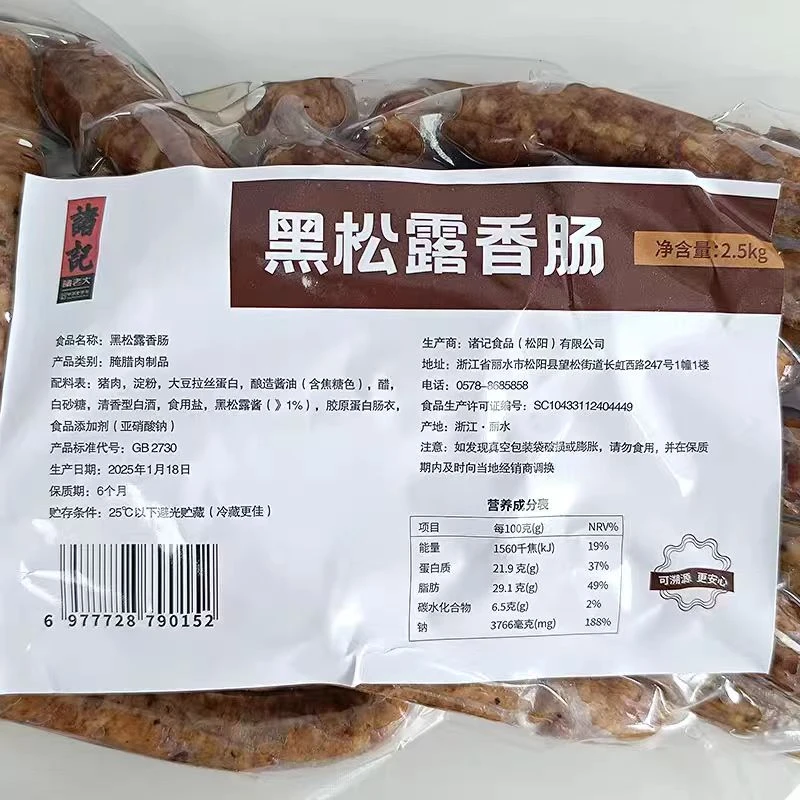 諸記
諸老大
黑松露香肠
净含量:2.5kg
食品名称：黑松露香肠
产品类别：腌腊肉制品
配料表：猪肉，淀粉，大豆拉丝蛋白，酿造酱油（含焦糖色），醋，
白砂糖，清香型白酒，食用盐，黑松露酱（》1%），胶原蛋白肠衣，
食品添加剂（亚硝酸钠）
产品标准代号：GB 2730
生产日期：2025年1月18日
保质期：6个月
贮存条件：25℃以下避光贮藏（冷藏更佳）
6 977728 790152
生产商：诸记食品（松阳）有限公司
地址：浙江省丽水市松阳县望松街道长虹西路247号1幢1楼
电话：0578-8685858
食品生产许可证编号：SC10433112404449
产地：浙江·丽水
注意：如发现真空包装袋破损或膨胀，请勿食用，并在保质
期内及时向当地经销商调换
营养成分表
项目 每100克(g) NRV%
能量 1560千焦(kJ) 19%
蛋白质 21.9 克(g) 37%
脂肪 29.1 克(g) 49%
碳水化合物 6.5克(g) 2%
钠 3766毫克(mg) 188%
可溯源 更安心